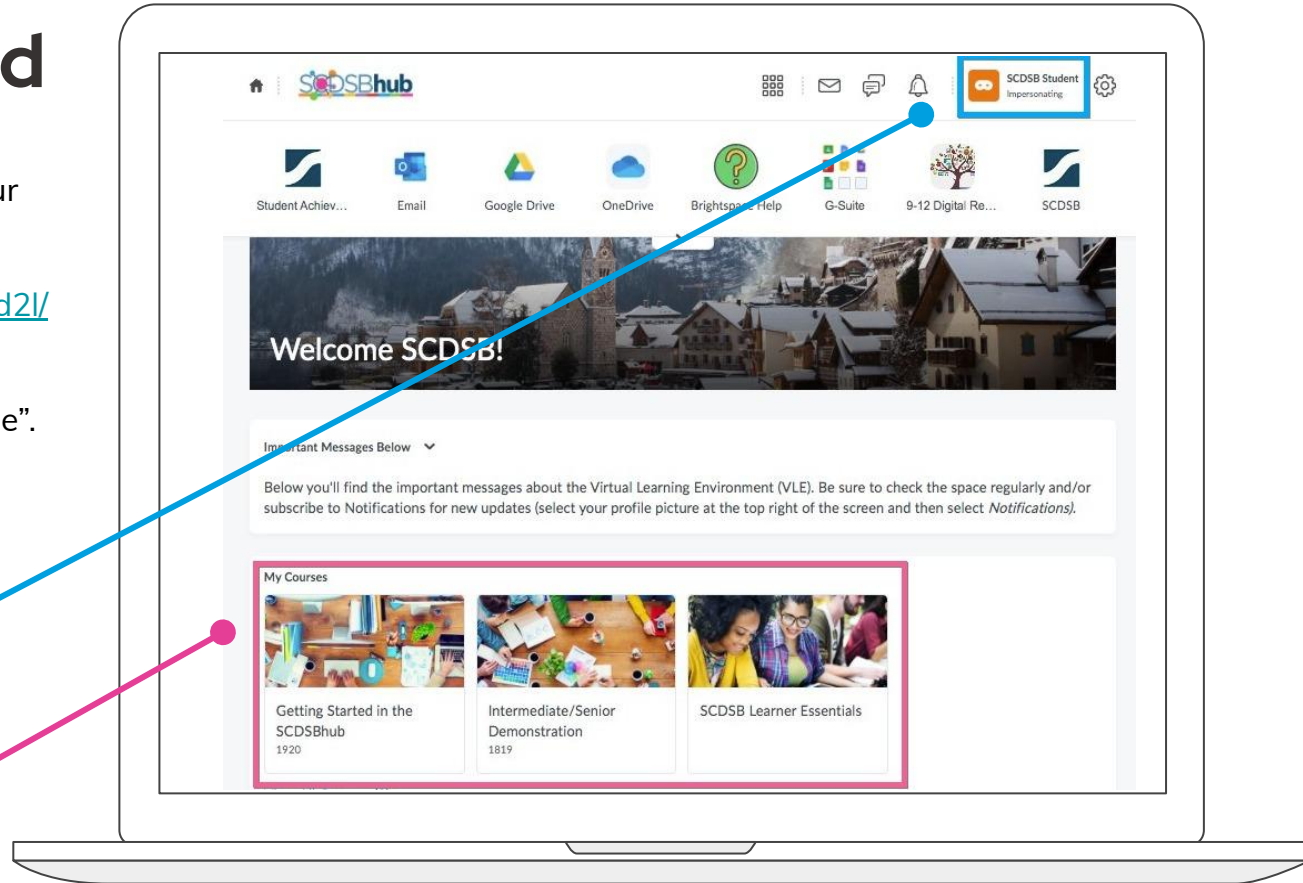 d
ur
d2l/
e”.
SCDSBhub
SCDSB Student
Impersonating
Student Achiev...
Email
Google Drive
OneDrive
Brightspace Help
G-Suite
9-12 Digital Re...
SCDSB
Welcome SCDSB!
Important Messages Below
Below you'll find the important messages about the Virtual Learning Environment (VLE). Be sure to check the space regularly and/or
subscribe to Notifications for new updates (select your profile picture at the top right of the screen and then select Notifications).
My Courses
Getting Started in the
SCDSBhub
1920
Intermediate/Senior
Demonstration
1819
SCDSB Learner Essentials